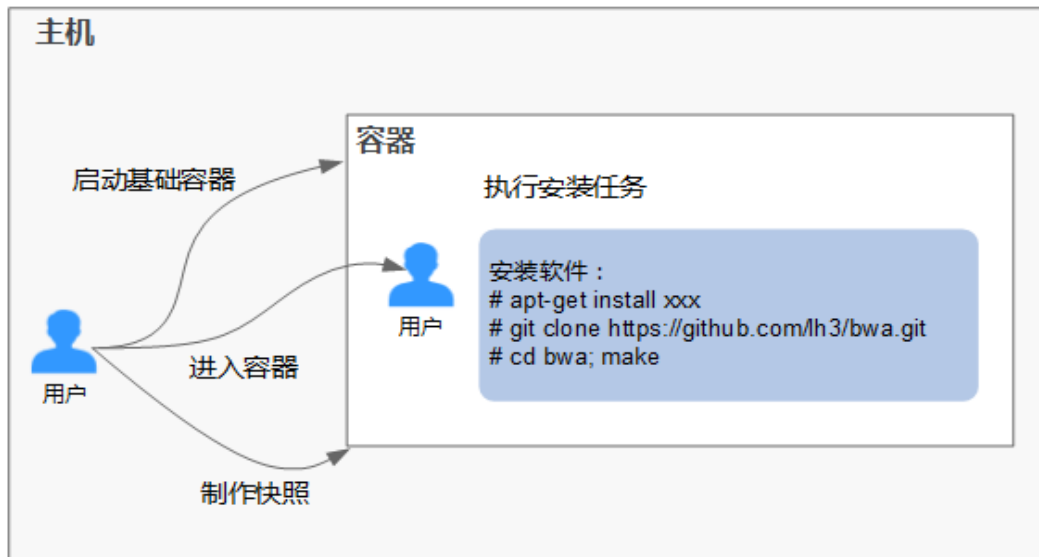 主机
容器
启动基础容器
执行安装任务
安装软件：
# apt-get install xxx
# git clone https://github.com/lh3/bwa.git
# cd bwa; make
用户
进入容器
用户
制作快照